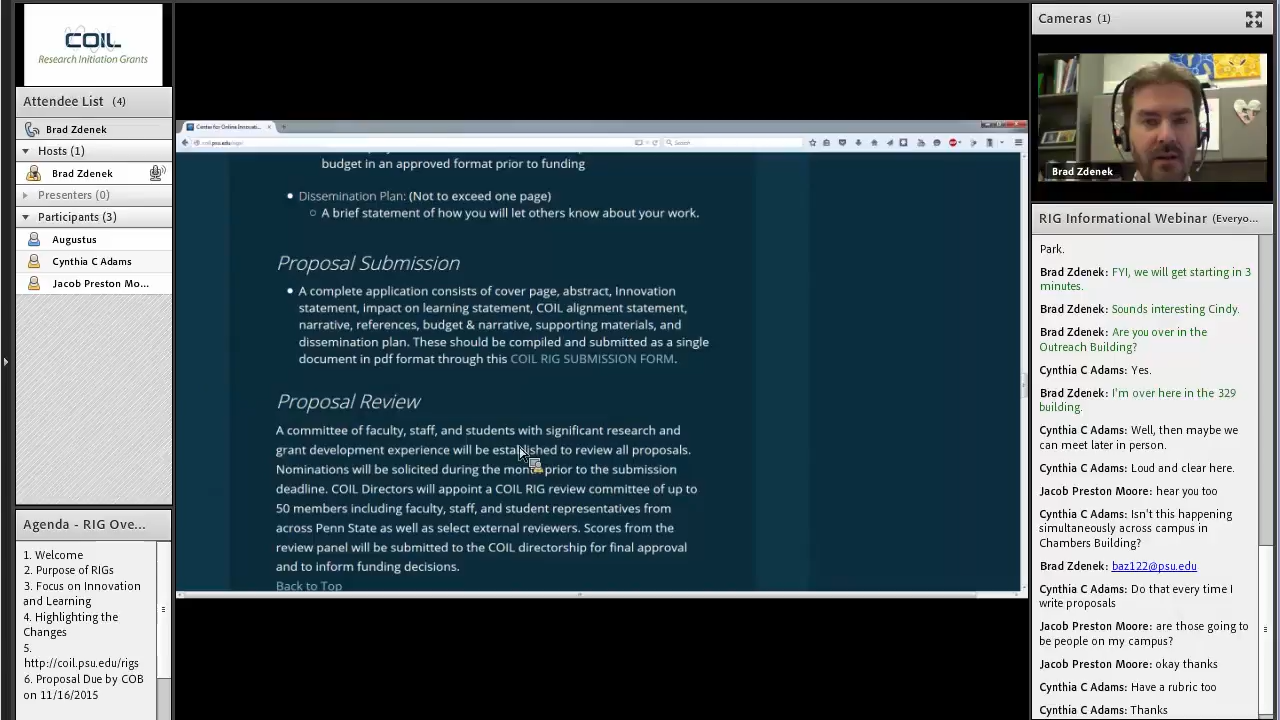 COIL
Research Initiation Grants
Attendee List (4)
Brad Zdenek
Hosts (1)
Brad Zdenek
Presenters (0)
Participants (3)
Augustus
Cynthia C Adams
Jacob Preston Mo...
Agenda - RIG Ove...
1. Welcome
2. Purpose of RIGs
3. Focus on Innovation
and Learning
4. Highlighting the
Changes
5.
http://coil.psu.edu/rigs
6. Proposal Due by COB
on 11/16/2015
Center for Online Innovati...
coil.psu.edu/rigs/
Search
budget in an approved format prior to funding
Dissemination Plan: (Not to exceed one page)
A brief statement of how you will let others know about your work.
Proposal Submission
A complete application consists of cover page, abstract, Innovation
statement, impact on learning statement, COIL alignment statement,
narrative, references, budget & narrative, supporting materials, and
dissemination plan. These should be compiled and submitted as a single
document in pdf format through this COIL RIG SUBMISSION FORM.
Proposal Review
A committee of faculty, staff, and students with significant research and
grant development experience will be established to review all proposals.
Nominations will be solicited during the month prior to the submission
deadline. COIL Directors will appoint a COIL RIG review committee of up to
50 members including faculty, staff, and student representatives from
across Penn State as well as select external reviewers. Scores from the
review panel will be submitted to the COIL directorship for final approval
and to inform funding decisions.
Back to Top
Cameras (1)
Brad Zdenek
RIG Informational Webinar (Everyo...
Park.
Brad Zdenek: FYI, we will get starting in 3
minutes.
Brad Zdenek: Sounds interesting Cindy.
Brad Zdenek: Are you over in the
Outreach Building?
Cynthia C Adams: Yes.
Brad Zdenek: I'm over here in the 329
building.
Cynthia C Adams: Well, then maybe we
can meet later in person.
Cynthia C Adams: Loud and clear here.
Jacob Preston Moore: hear you too
Cynthia C Adams: Isn't this happening
simultaneously across campus in
Chambers Building?
Brad Zdenek: baz122@psu.edu
Cynthia C Adams: Do that every time I
write proposals
Jacob Preston Moore: are those going to
be people on my campus?
Jacob Preston Moore: okay thanks
Cynthia C Adams: Have a rubric too
Cynthia C Adams: Thanks